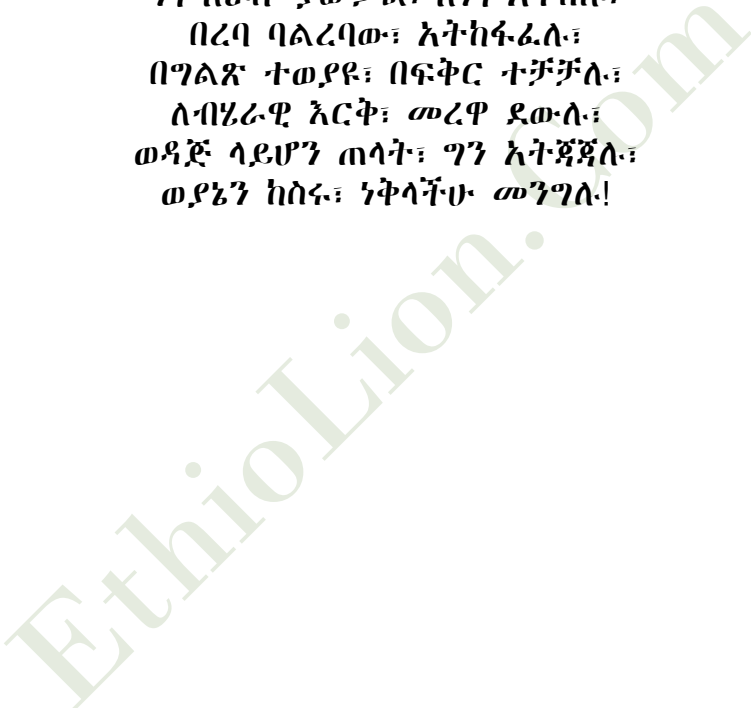 በረባ ባልረባው፣ አትከፋፈሉ፣
በግልጽ ተወያዩ፣ በፍቅር ተቻቻሉ፣
ለብሄራዊ እርቅ፣ መረዋ ደውሉ፣
ወዳጅ ላይሆን ጠላት፣ ግን አትጃጃሉ፣
ወያኔን ከስሩ፣ ነቅላችሁ መንግሉ!
EthioLion.Com